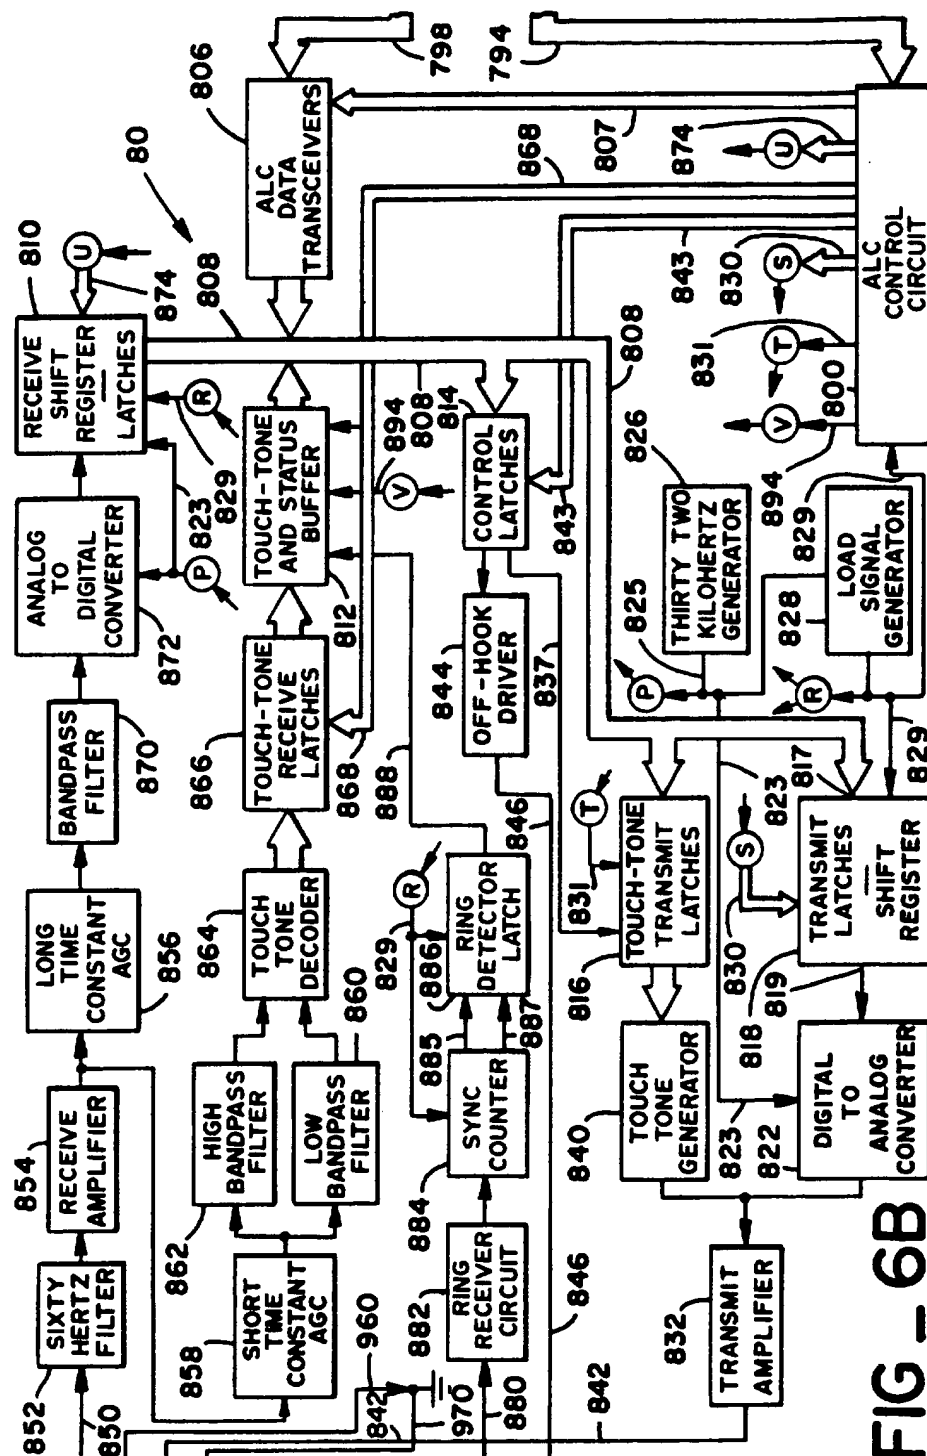 798
794
806
ALC
DATA
TRANSCEIVERS
807
868
874
U
80
810
U
874
808
RECEIVE
SHIFT
REGISTER
LATCHES
R
829
823
P
ANALOG
TO
DIGITAL
CONVERTER
872
BANDPASS
FILTER
870
LONG
TIME
CONSTANT
AGC
856
RECEIVE
AMPLIFIER
854
SIXTY
HERTZ
FILTER
852
850
TOUCH-TONE
AND STATUS
BUFFER
812
V
894
808
TOUCH-TONE
RECEIVE
LATCHES
866
868
888
TOUCH
TONE
DECODER
864
HIGH
BANDPASS
FILTER
862
LOW
BANDPASS
FILTER
860
SHORT
TIME
CONSTANT
AGC
858
960
842
970
880
CONTROL
LATCHES
814
843
OFF-HOOK
DRIVER
844
837
846
RING
DETECTOR
LATCH
886
R
829
885
887
SYNC
COUNTER
884
RING
RECEIVER
CIRCUIT
882
846
843
830
S
T
831
808
V
800
894
829
ALC
CONTROL
CIRCUIT
THIRTY TWO
KILOHERTZ
GENERATOR
826
825
P
LOAD
SIGNAL
GENERATOR
828
R
829
823
817
T
831
TOUCH-TONE
TRANSMIT
LATCHES
816
S
830
TRANSMIT
LATCHES
SHIFT
REGISTER
818
819
TOUCH
TONE
GENERATOR
840
DIGITAL
TO
ANALOG
CONVERTER
822
823
TRANSMIT
AMPLIFIER
832
842
FIG – 6B